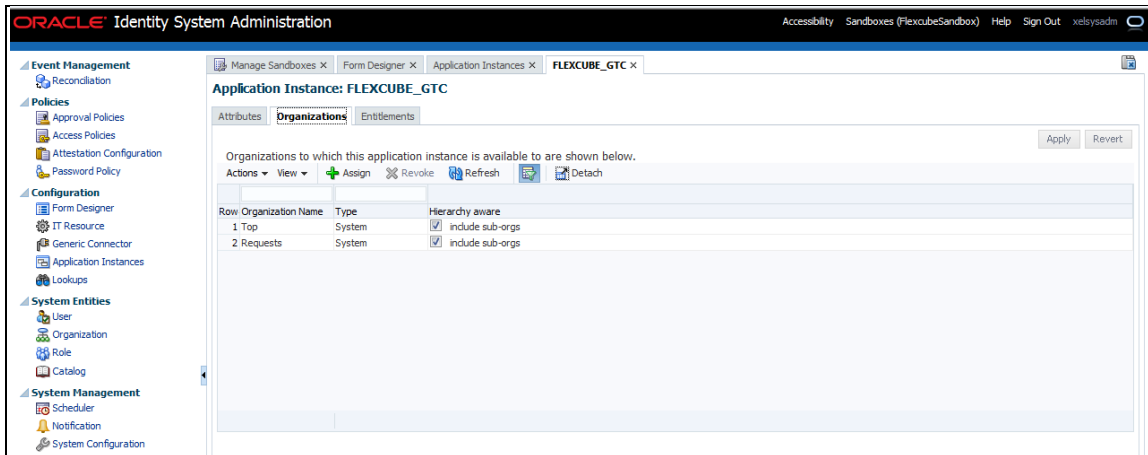 ORACLE® Identity System Administration
Accessibility Sandboxes (FlexcubeSandbox) Help Sign Out xelsysadm
Event Management
Reconciliation
Policies
Approval Policies
Access Policies
Attestation Configuration
Password Policy
Configuration
Form Designer
IT Resource
Generic Connector
Application Instances
Lookups
System Entities
User
Organization
Role
Catalog
System Management
Scheduler
Notification
System Configuration
Manage Sandboxes X Form Designer X Application Instances X FLEXCUBE_GTC X
Application Instance: FLEXCUBE_GTC
Attributes Organizations Entitlements
Apply Revert
Organizations to which this application instance is available to are shown below.
Actions View Assign Revoke Refresh Detach
Row Organization Name Type Hierarchy aware
1 Top System include sub-orgs
2 Requests System include sub-orgs